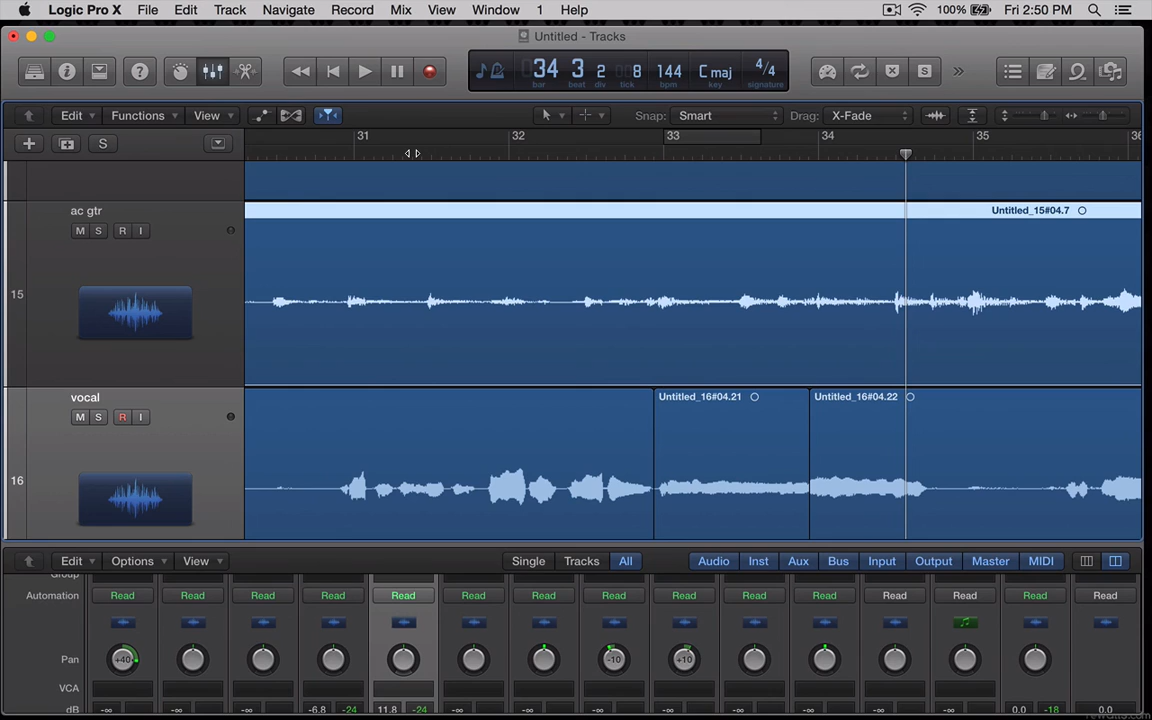 Logic Pro X File Edit Track Navigate Record Mix View Window 1 Help 100% Fri 2:50 PM
Untitled - Tracks
34 3 2 8 144 C maj 4/4
bar beat div tick bpm key signature
Edit Functions View Snap: Smart Drag: X-Fade
S
31 32 33 34 35 36
ac gtr
Untitled_15#04.7
M S R I
15
vocal
Untitled_16#04.21 Untitled_16#04.22
M S R I
16
Edit Options View Single Tracks All Audio Inst Aux Bus Input Output Master MIDI
Group
Automation Read Read Read Read Read Read Read Read Read Read Read Read Read Read Read
Pan +40 -10 +10
VCA
dB -∞ -∞ -∞ -6.8 -24 11.8 -24 -∞ -∞ -∞ -∞ -∞ -∞ -∞ -∞ 0.0 -18 0.0